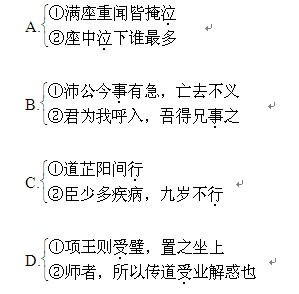 A. ①满座重闻皆掩泣
②座中泣下谁最多
B. ①沛公今事有急，亡去不义
②君为我呼入，吾得兄事之
C. ①道芷阳间行
②臣少多疾病，九岁不行
D. ①项王则受璧，置之坐上
②师者，所以传道受业解惑也